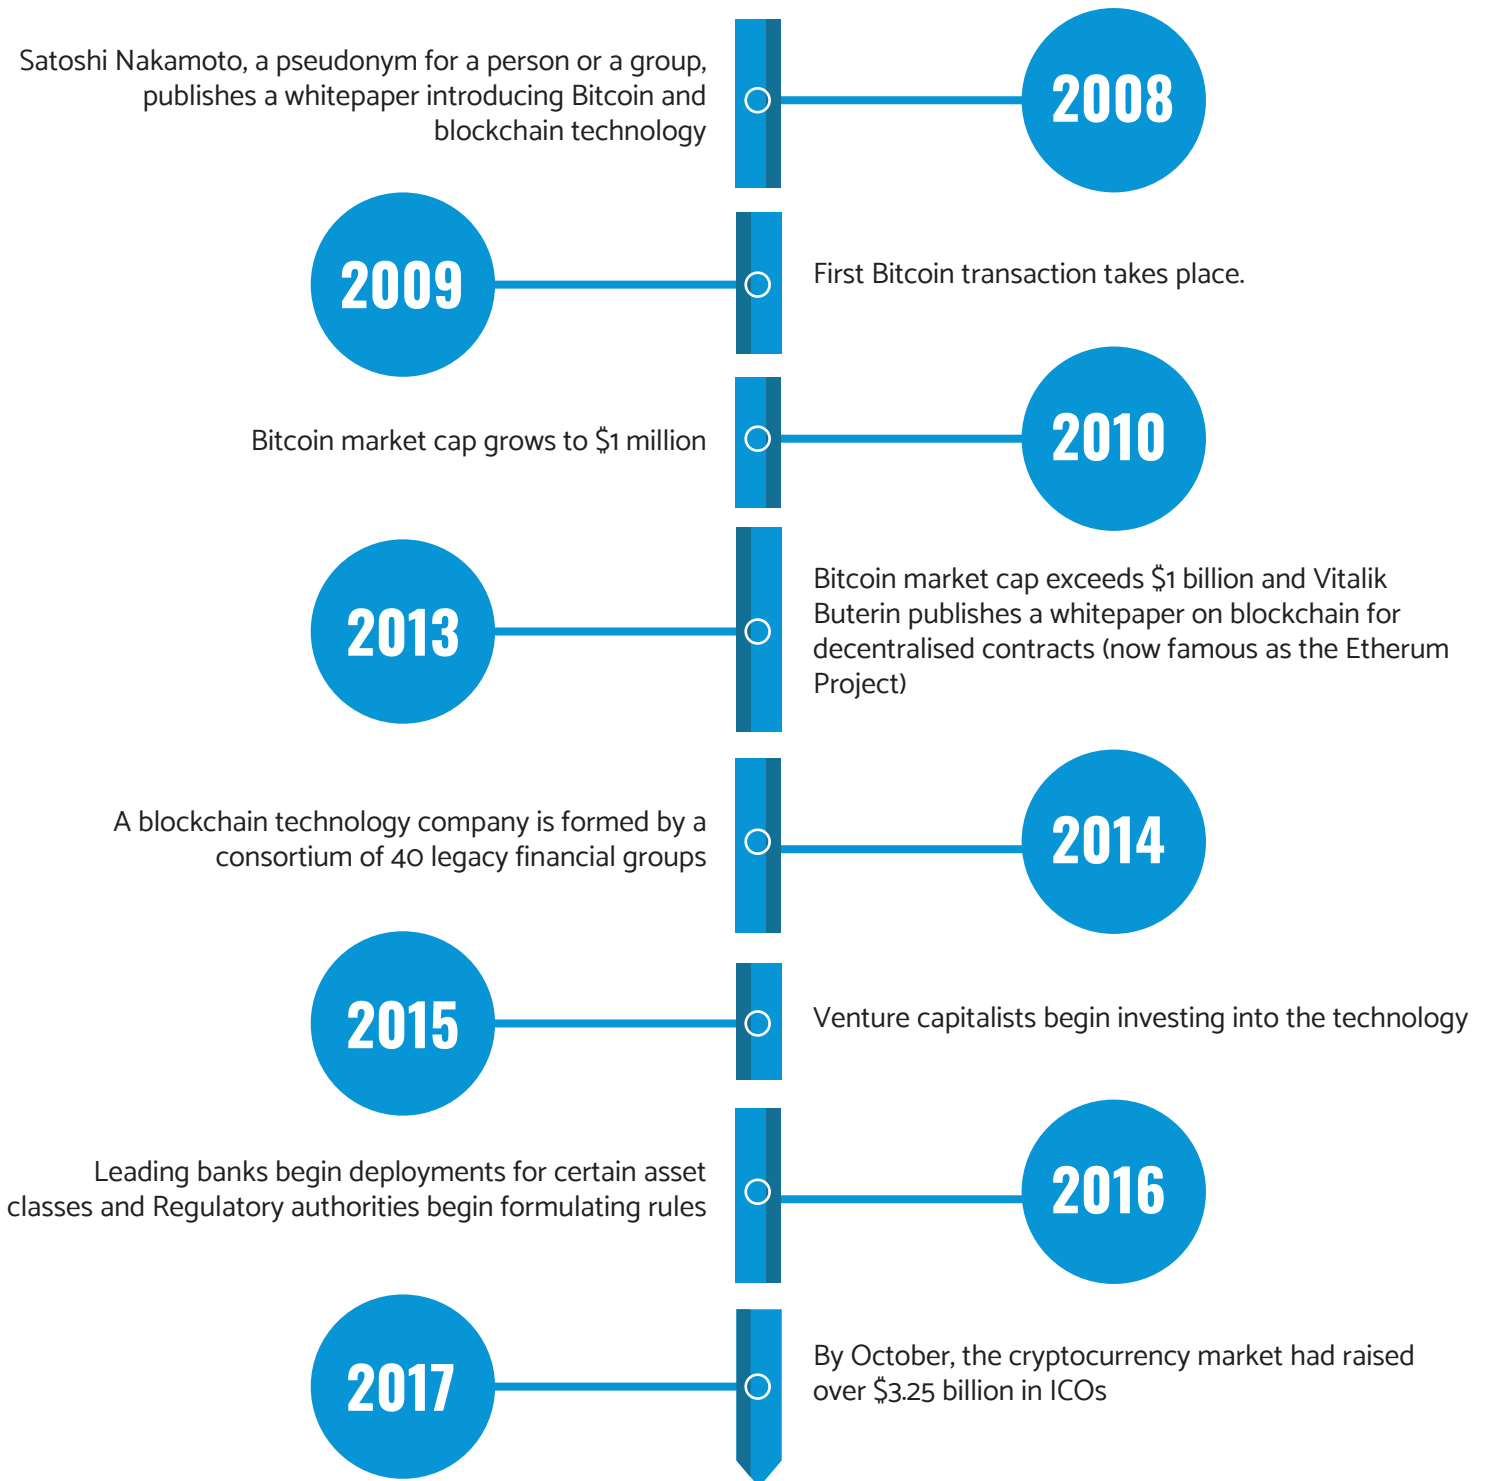 Satoshi Nakamoto, a pseudonym for a person or a group,
publishes a whitepaper introducing Bitcoin and
blockchain technology
2008
2009
First Bitcoin transaction takes place.
Bitcoin market cap grows to $1 million
2010
2013
Bitcoin market cap exceeds $1 billion and Vitalik
Buterin publishes a whitepaper on blockchain for
decentralised contracts (now famous as the Etherum
Project)
A blockchain technology company is formed by a
consortium of 40 legacy financial groups
2014
2015
Venture capitalists begin investing into the technology
Leading banks begin deployments for certain asset
classes and Regulatory authorities begin formulating rules
2016
2017
By October, the cryptocurrency market had raised
over $3.25 billion in ICOs